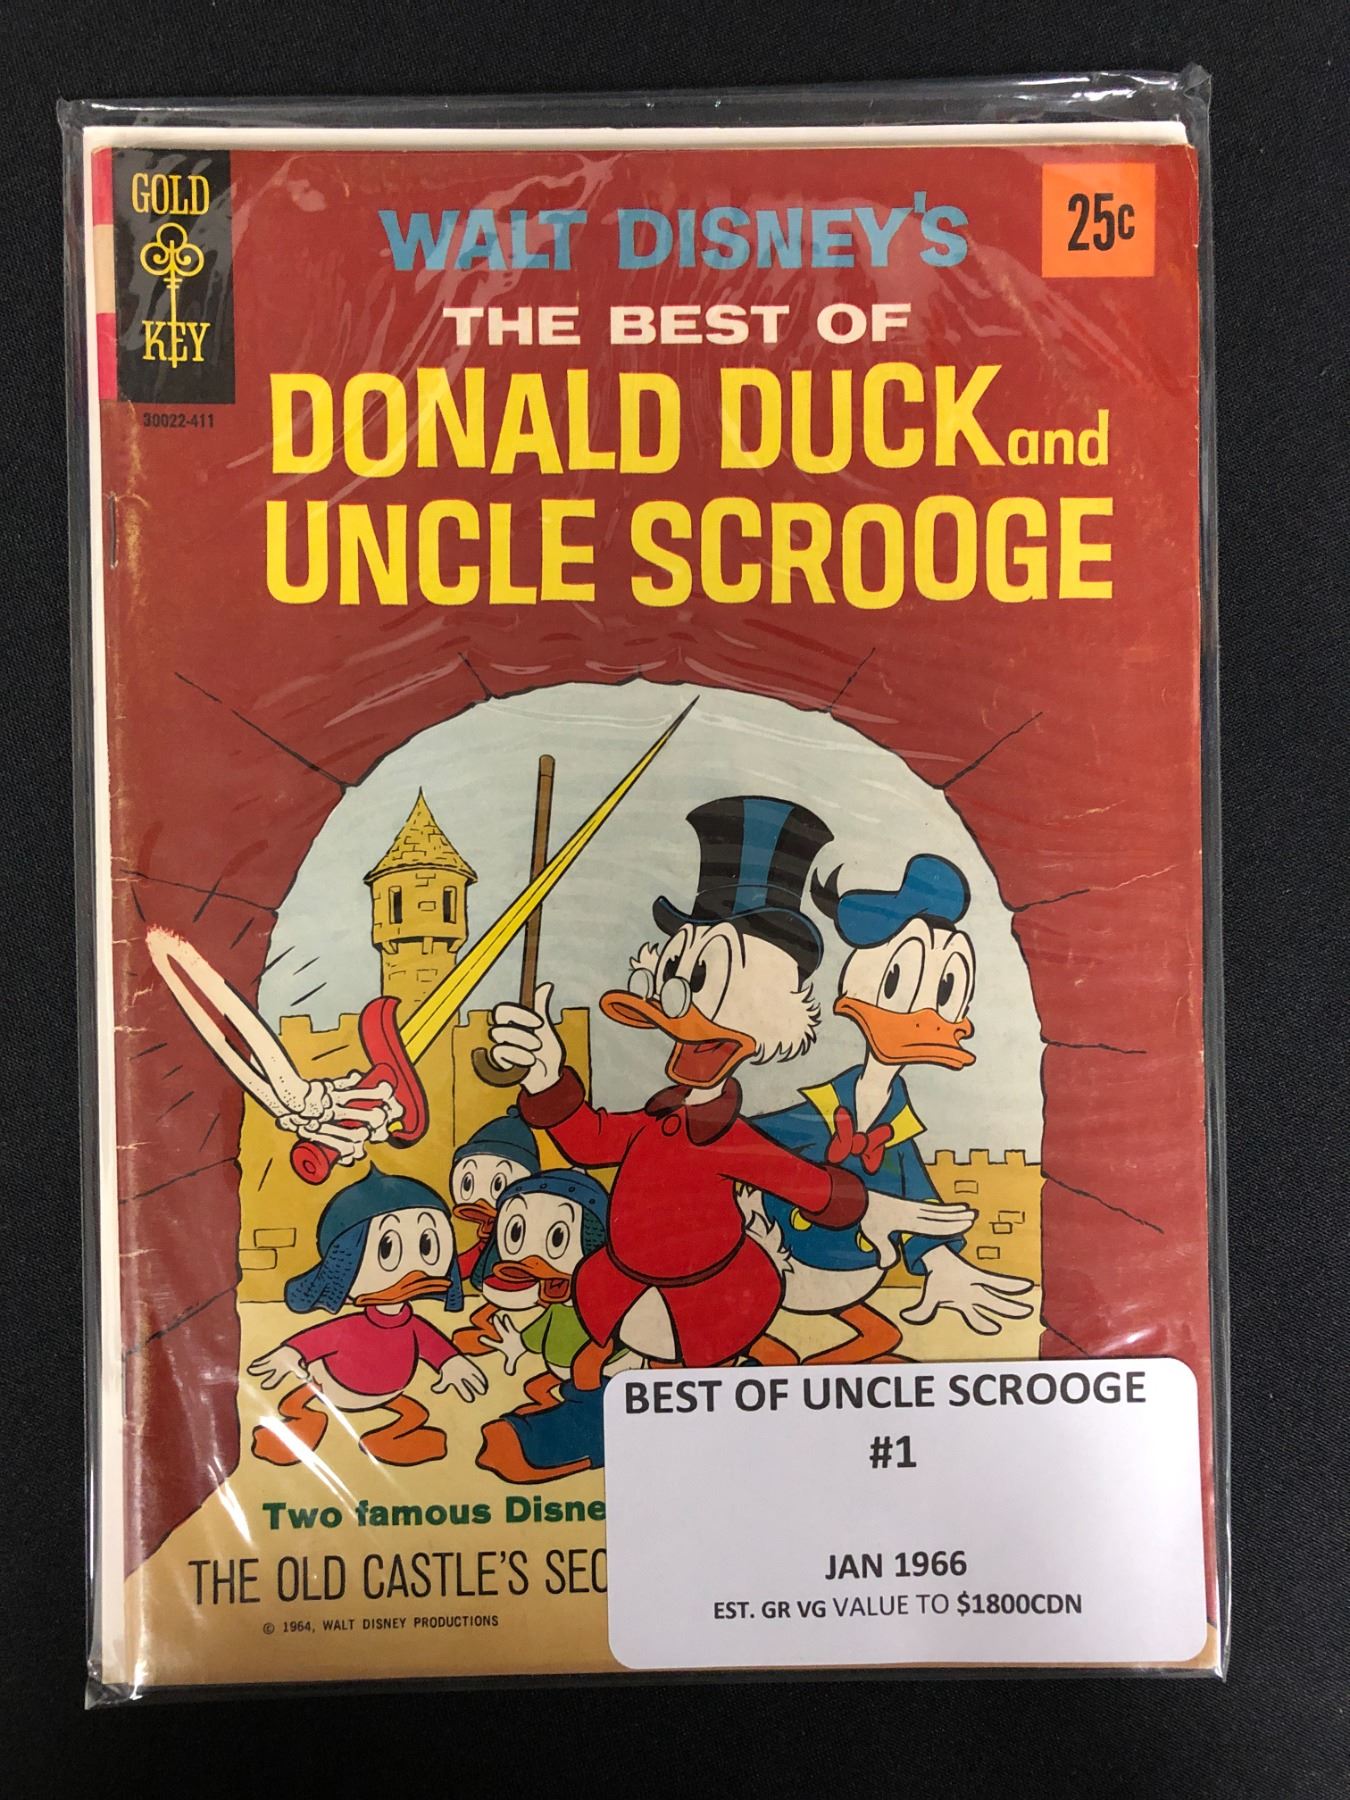 GOLD
KEY
30022-411
25c
WALT DISNEY'S
THE BEST OF
DONALD DUCK and
UNCLE SCROOGE
Two famous Disne
THE OLD CASTLE'S SEC
© 1964, WALT DISNEY PRODUCTIONS
BEST OF UNCLE SCROOGE
#1
JAN 1966
EST. GR VG VALUE TO $1800CDN